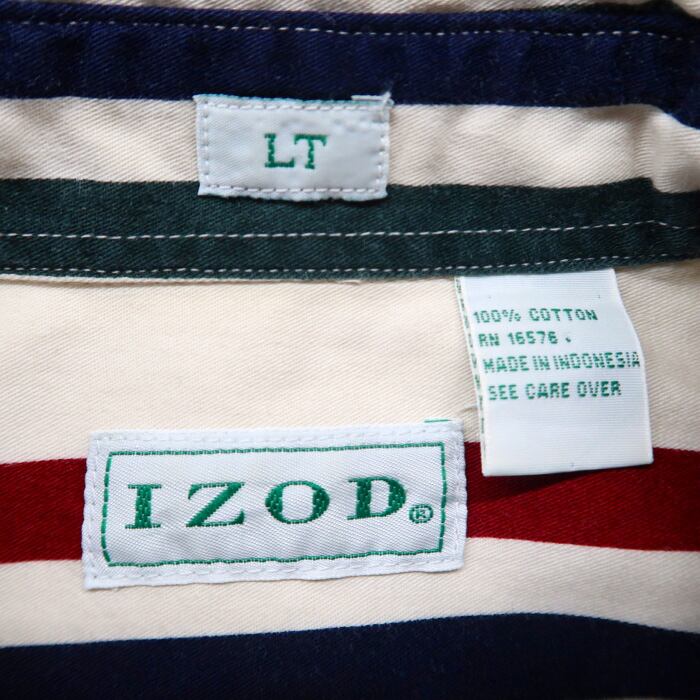 LT
100% COTTON
RN 16576
MADE IN INDONESIA
SEE CARE OVER
IZOD®